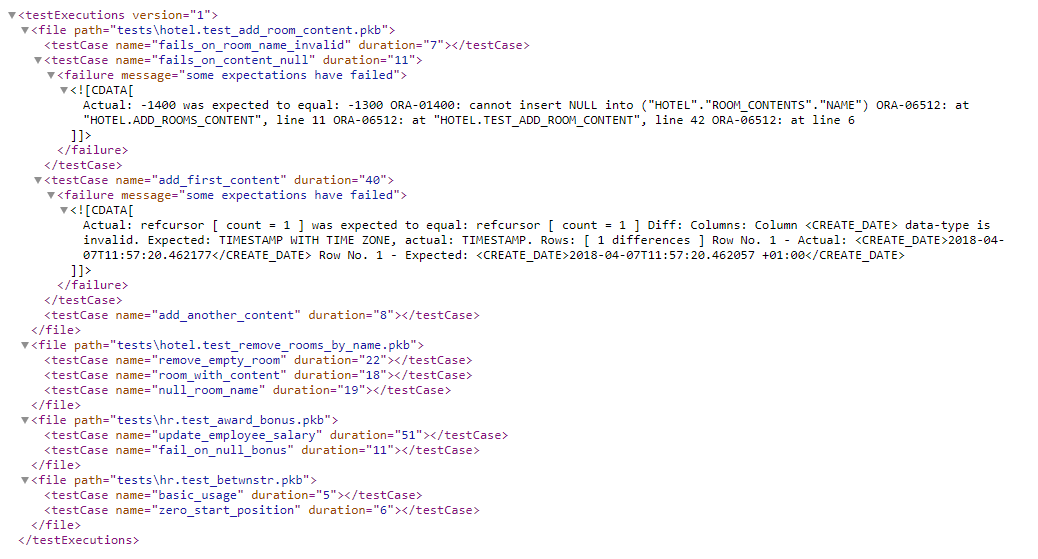 <testExecutions version="1">
<file path="tests\hotel.test_add_room_content.pkb">
<testCase name="fails_on_room_name_invalid" duration="7"></testCase>
<testCase name="fails_on_content_null" duration="11">
<failure message="some expectations have failed">
<![CDATA[
Actual: -1400 was expected to equal: -1300 ORA-01400: cannot insert NULL into ("HOTEL"."ROOM_CONTENTS"."NAME") ORA-06512: at
"HOTEL.ADD_ROOMS_CONTENT", line 11 ORA-06512: at "HOTEL.TEST_ADD_ROOM_CONTENT", line 42 ORA-06512: at line 6
]]>
</failure>
</testCase>
<testCase name="add_first_content" duration="40">
<failure message="some expectations have failed">
<![CDATA[
Actual: refcursor [ count = 1 ] was expected to equal: refcursor [ count = 1 ] Diff: Columns: Column <CREATE_DATE> data-type is
invalid. Expected: TIMESTAMP WITH TIME ZONE, actual: TIMESTAMP. Rows: [ 1 differences ] Row No. 1 - Actual: <CREATE_DATE>2018-04-
07T11:57:20.462177</CREATE_DATE> Row No. 1 - Expected: <CREATE_DATE>2018-04-07T11:57:20.462057 +01:00</CREATE_DATE>
]]>
</failure>
</testCase>
<testCase name="add_another_content" duration="8"></testCase>
</file>
<file path="tests\hotel.test_remove_rooms_by_name.pkb">
<testCase name="remove_empty_room" duration="22"></testCase>
<testCase name="room_with_content" duration="18"></testCase>
<testCase name="null_room_name" duration="19"></testCase>
</file>
<file path="tests\hr.test_award_bonus.pkb">
<testCase name="update_employee_salary" duration="51"></testCase>
<testCase name="fail_on_null_bonus" duration="11"></testCase>
</file>
<file path="tests\hr.test_betwnstr.pkb">
<testCase name="basic_usage" duration="5"></testCase>
<testCase name="zero_start_position" duration="6"></testCase>
</file>
</testExecutions>